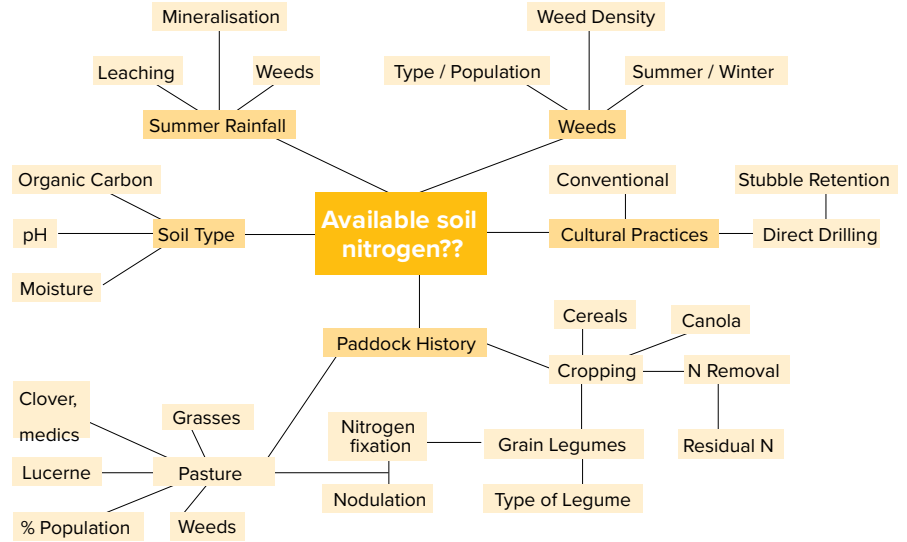 Mineralisation
Weed Density
Leaching
Weeds
Type / Population
Summer / Winter
Summer Rainfall
Weeds
Organic Carbon
Conventional
Stubble Retention
Available soil
nitrogen??
pH
Soil Type
Cultural Practices
Direct Drilling
Moisture
Cereals
Canola
Paddock History
Cropping
N Removal
Clover,
medics
Grasses
Nitrogen
fixation
Grain Legumes
Residual N
Lucerne
Pasture
Nodulation
Type of Legume
% Population
Weeds